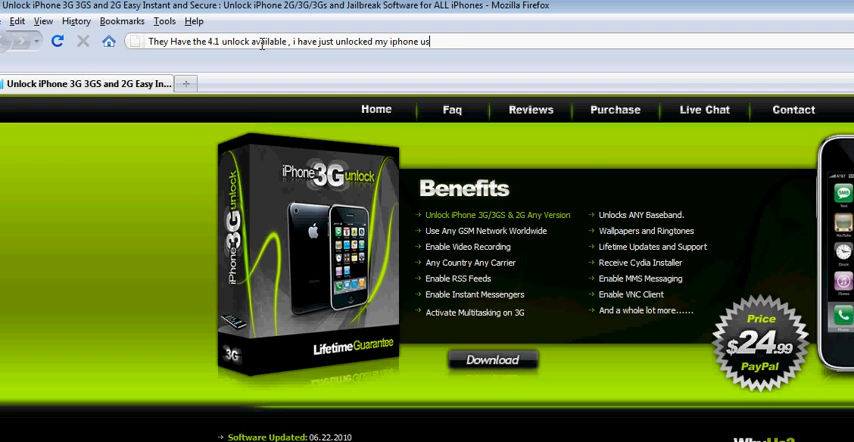 Unlock iPhone 3G 3GS and 2G Easy Instant and Secure : Unlock iPhone 2G/3G/3Gs and Jailbreak Software for ALL iPhones - Mozilla Firefox
Edit View History Bookmarks Tools Help
They Have the 4.1 unlock available , i have just unlocked my iphone us
Unlock iPhone 3G 3GS and 2G Easy In...
Home Faq Reviews Purchase Live Chat Contact
iPhone 3G unlock
iPhone 3G unlock
3G
Lifetime Guarantee
Benefits
Unlock iPhone 3G/3GS & 2G Any Version
Use Any GSM Network Worldwide
Enable Video Recording
Any Country Any Carrier
Enable RSS Feeds
Enable Instant Messengers
Activate Multitasking on 3G
Unlocks ANY Baseband.
Wallpapers and Ringtones
Lifetime Updates and Support
Receive Cydia Installer
Enable MMS Messaging
Enable VNC Client
And a whole lot more......
Download
Price
$24.99
PayPal
Software Updated: 06.22.2010
Why Us?